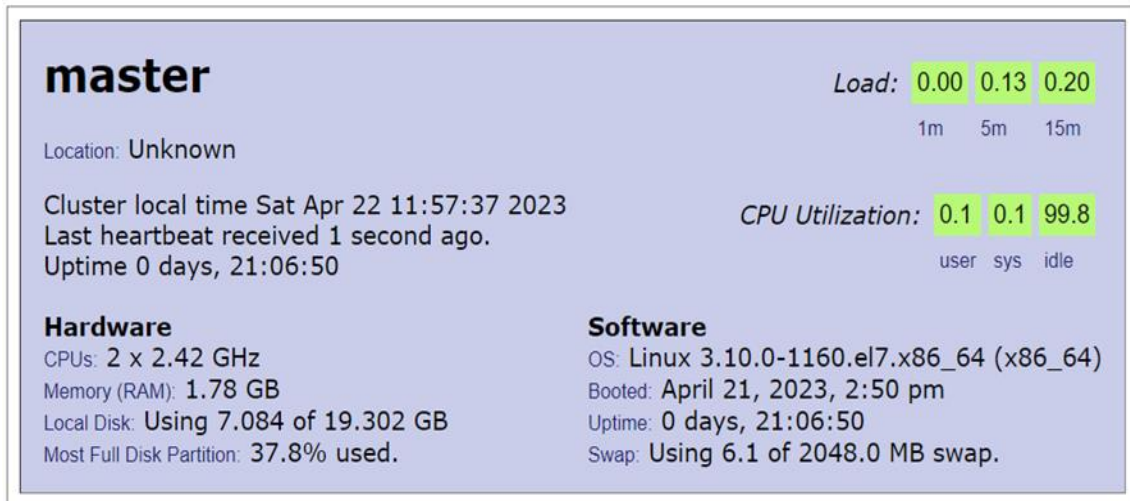 master
Load: 0.00 0.13 0.20
1m 5m 15m
Location: Unknown
Cluster local time Sat Apr 22 11:57:37 2023
Last heartbeat received 1 second ago.
Uptime 0 days, 21:06:50
CPU Utilization: 0.1 0.1 99.8
user sys idle
Hardware
CPUs: 2 x 2.42 GHz
Memory (RAM): 1.78 GB
Local Disk: Using 7.084 of 19.302 GB
Most Full Disk Partition: 37.8% used.
Software
OS: Linux 3.10.0-1160.el7.x86_64 (x86_64)
Booted: April 21, 2023, 2:50 pm
Uptime: 0 days, 21:06:50
Swap: Using 6.1 of 2048.0 MB swap.